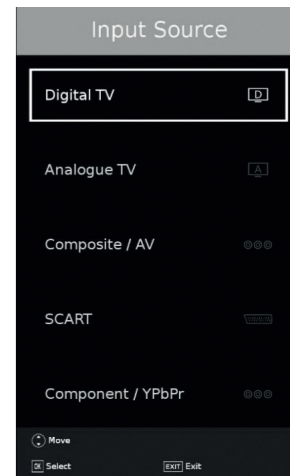 Input Source
Digital TV D
Analogue TV A
Composite / AV
SCART
Component / YPbPr
Move
OK Select EXIT Exit